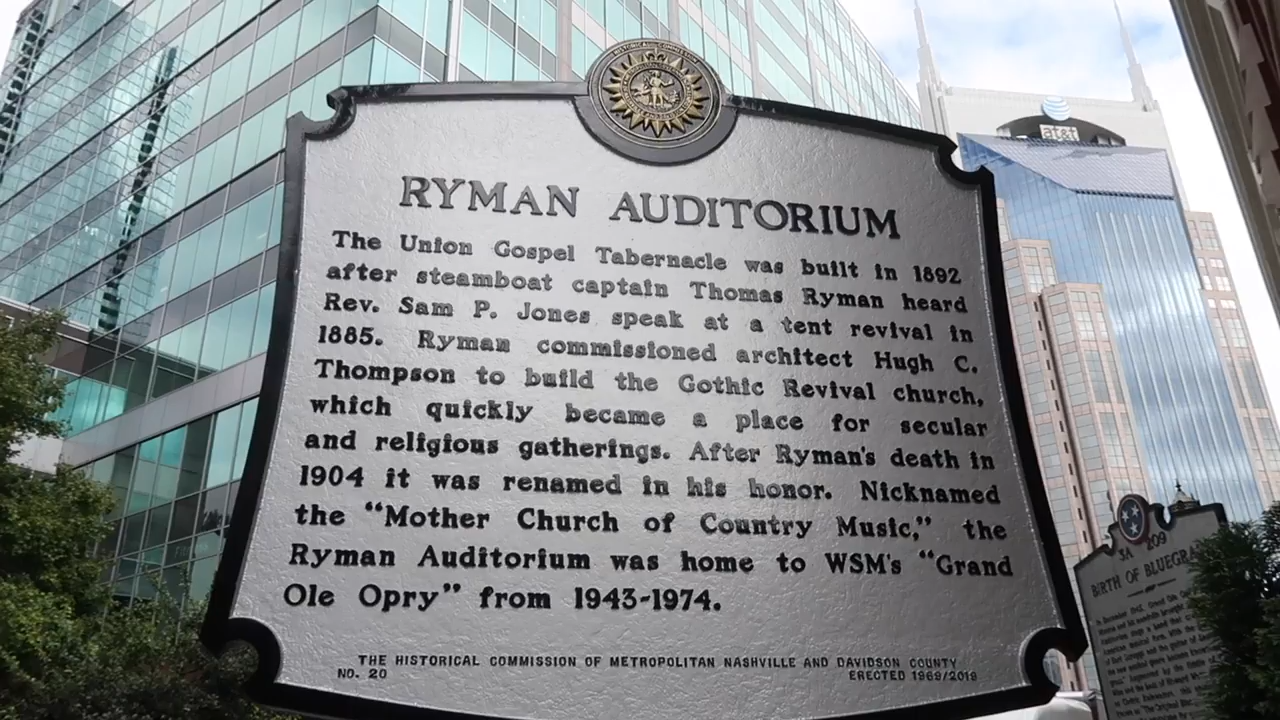 RYMAN AUDITORIUM
The Union Gospel Tabernacle was built in 1892
after steamboat captain Thomas Ryman heard
Rev. Sam P. Jones speak at a tent revival in
1885. Ryman commissioned architect Hugh C.
Thompson to build the Gothic Revival church,
which quickly became a place for secular
and religious gatherings. After Ryman's death in
1904 it was renamed in his honor. Nicknamed
the “Mother Church of Country Music,” the
Ryman Auditorium was home to WSM's “Grand
Ole Opry” from 1943-1974.
THE HISTORICAL COMMISSION OF METROPOLITAN NASHVILLE AND DAVIDSON COUNTY
NO. 20 ERECTED 1969/2019
at&t
3A 209
BIRTH OF